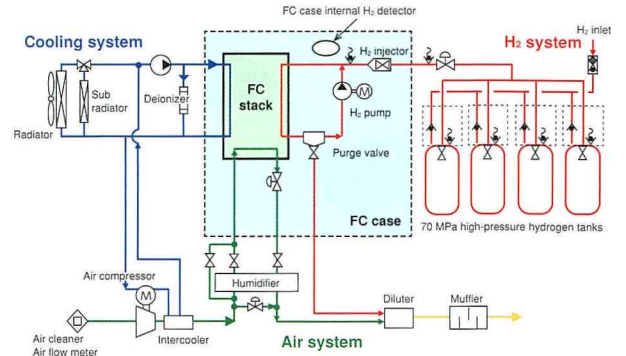 FC case internal H₂ detector
Cooling system
H₂ inlet
H₂ injector
H₂ system
FC
stack
Sub
radiator
Deionizer
M
H₂ pump
Radiator
Purge valve
FC case
70 MPa high-pressure hydrogen tanks
Air compressor
Humidifier
M
Diluter
Muffler
Air cleaner
Air flow meter
Intercooler
Air system